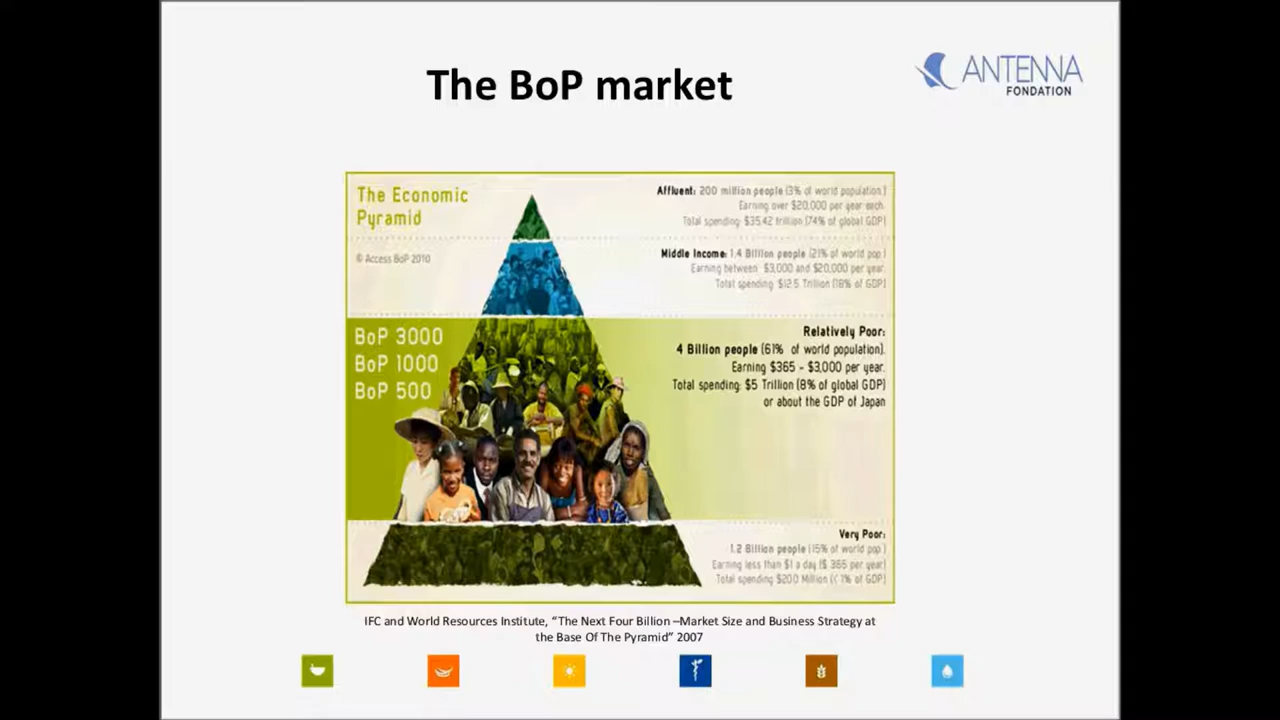 The BoP market
ANTENNA
FONDATION
The Economic
Pyramid
© Access BoP 2010
Affluent: 200 million people (3% of world population)
Earning over $20,000 per year each.
Total spending: $35.42 trillion (74% of global GDP)
Middle Income: 1.4 Billion people (21% of world pop.)
Earning between $3,000 and $20,000 per year.
Total spending: $12.5 Trillion (18% of GDP)
BoP 3000
BoP 1000
BoP 500
Relatively Poor:
4 Billion people (61% of world population).
Earning $365 - $3,000 per year.
Total spending: $5 Trillion (8% of global GDP)
or about the GDP of Japan
Very Poor:
1.2 Billion people (15% of world pop.)
Earning less than $1 a day ($ 365 per year)
Total spending $200 Million (< 1% of GDP)
IFC and World Resources Institute, “The Next Four Billion –Market Size and Business Strategy at
the Base Of The Pyramid” 2007